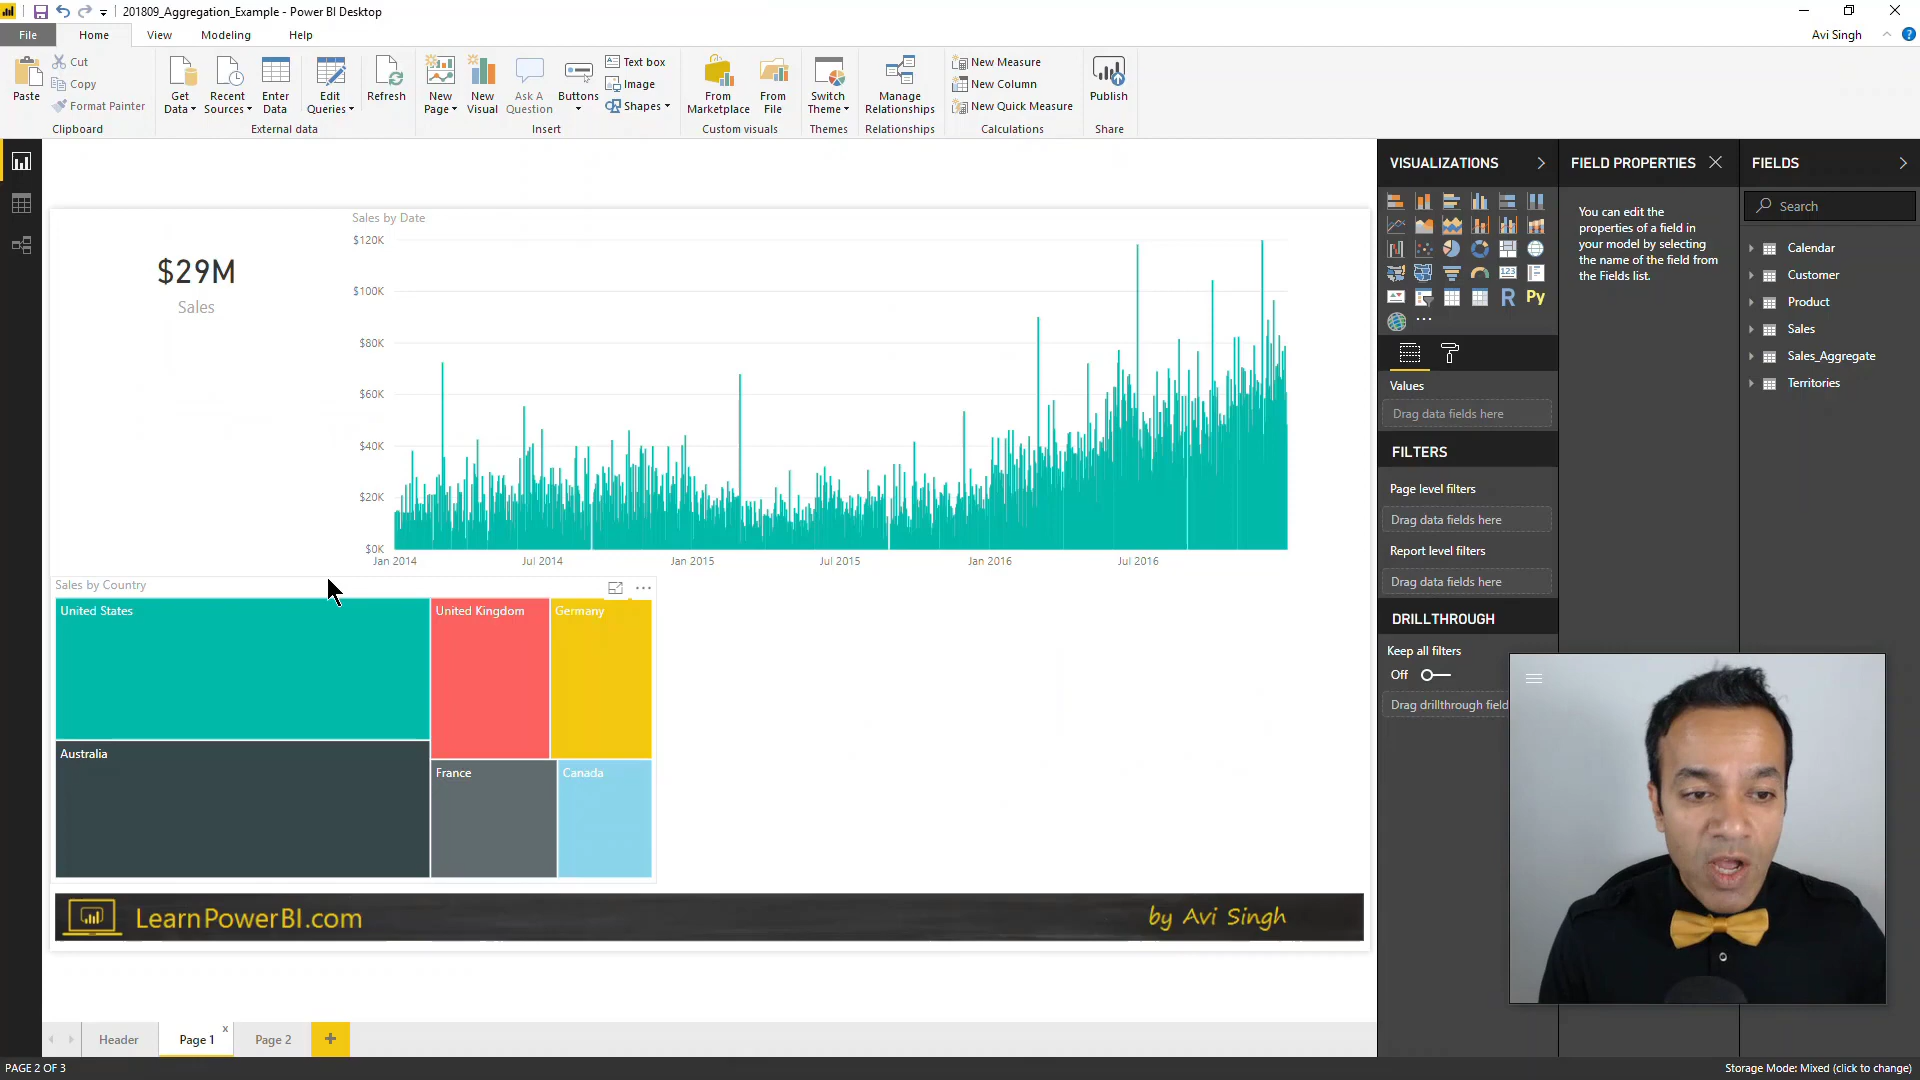 201809_Aggregation_Example - Power BI Desktop
File
Home
View
Modeling
Help
Avi Singh
Paste
Cut
Copy
Format Painter
Clipboard
Get Data
Recent Sources
Enter Data
Edit Queries
External data
Refresh
New Page
New Visual
Ask A Question
Buttons
Text box
Image
Shapes
Insert
From Marketplace
From File
Custom visuals
Switch Theme
Themes
Manage Relationships
Relationships
New Measure
New Column
New Quick Measure
Calculations
Publish
Share
$29M
Sales
Sales by Date
$120K
$100K
$80K
$60K
$40K
$20K
$0K
Jan 2014
Jul 2014
Jan 2015
Jul 2015
Jan 2016
Jul 2016
Sales by Country
United States
United Kingdom
Germany
Australia
France
Canada
LearnPowerBI.com
by Avi Singh
VISUALIZATIONS
123
R
Py
Values
Drag data fields here
FILTERS
Page level filters
Drag data fields here
Report level filters
Drag data fields here
DRILLTHROUGH
Keep all filters
Off
Drag drillthrough field
FIELD PROPERTIES
You can edit the
properties of a field in
your model by selecting
the name of the field from
the Fields list.
FIELDS
Search
Calendar
Customer
Product
Sales
Sales_Aggregate
Territories
Header
Page 1
x
Page 2
+
PAGE 2 OF 3
Storage Mode: Mixed (click to change)